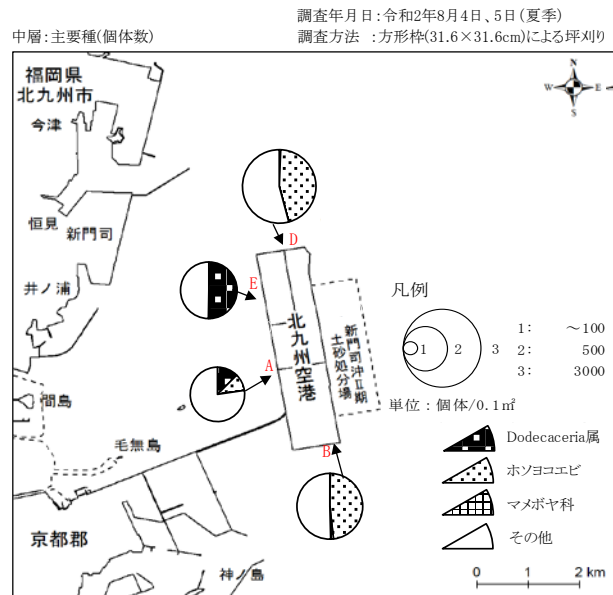 調査年月日：令和2年8月4日、5日(夏季)
中層：主要種(個体数)
調査方法 ：方形枠(31.6×31.6cm)による坪刈り
福岡県
北九州市
今津
N
W
E
S
恒見
新門司
D
井ノ浦
E
凡例
北九州空港
新門司沖Ⅱ期
土砂処分場
1
2
3
1： ～100
2： 500
3： 3000
A
間島
単位：個体/0.1㎡
毛無島
B
Dodecaceria属
ホソヨコエビ
マメボヤ科
その他
京都郡
神ノ島
0 1 2 km